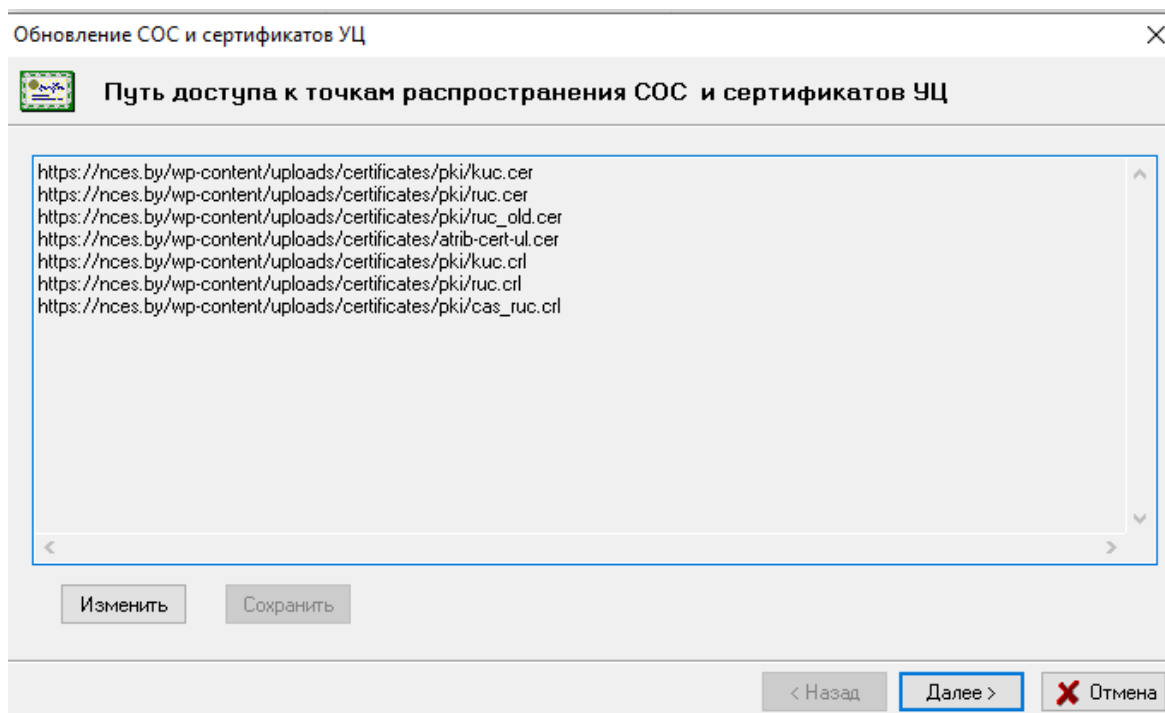 Обновление СОС и сертификатов УЦ
Путь доступа к точкам распространения СОС и сертификатов УЦ
https://nces.by/wp-content/uploads/certificates/pki/kuc.cer
https://nces.by/wp-content/uploads/certificates/pki/ruc.cer
https://nces.by/wp-content/uploads/certificates/pki/ruc_old.cer
https://nces.by/wp-content/uploads/certificates/atrib-cert-ul.cer
https://nces.by/wp-content/uploads/certificates/pki/kuc.crl
https://nces.by/wp-content/uploads/certificates/pki/ruc.crl
https://nces.by/wp-content/uploads/certificates/pki/cas_ruc.crl
Изменить Сохранить
< Назад Далее > Отмена